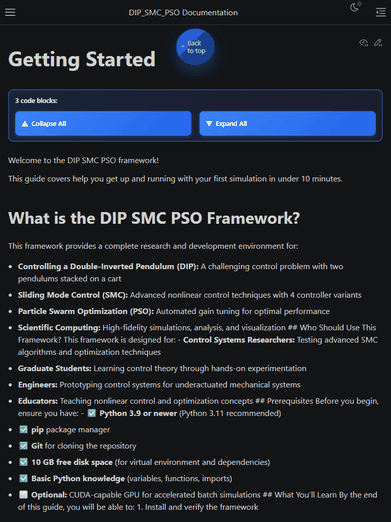 DIP_SMC_PSO Documentation
Back
to top
Getting Started
3 code blocks:
▲ Collapse All
▼ Expand All
Welcome to the DIP SMC PSO framework!
This guide covers help you get up and running with your first simulation in under 10 minutes.
What is the DIP SMC PSO Framework?
This framework provides a complete research and development environment for:
• Controlling a Double-Inverted Pendulum (DIP): A challenging control problem with two
pendulums stacked on a cart
• Sliding Mode Control (SMC): Advanced nonlinear control techniques with 4 controller
variants
• Particle Swarm Optimization (PSO): Automated gain tuning for optimal performance
• Scientific Computing: High-fidelity simulations, analysis, and visualization ## Who Should Use This
Framework? This framework is designed for: - Control Systems Researchers: Testing advanced SMC
algorithms and optimization techniques
• Graduate Students: Learning control theory through hands-on experimentation
• Engineers: Prototyping control systems for underactuated mechanical systems
• Educators: Teaching nonlinear control and optimization concepts ## Prerequisites Before you begin,
ensure you have: - ✅ Python 3.9 or newer (Python 3.11 recommended)
• ✅ pip package manager
• ✅ Git for cloning the repository
• ✅ 10 GB free disk space (for virtual environment and dependencies)
• ✅ Basic Python knowledge (variables, functions, imports)
• ⬜ Optional: CUDA-capable GPU for accelerated batch simulations ## What You'll Learn By the end
of this guide, you will be able to: 1. Install and verify the framework